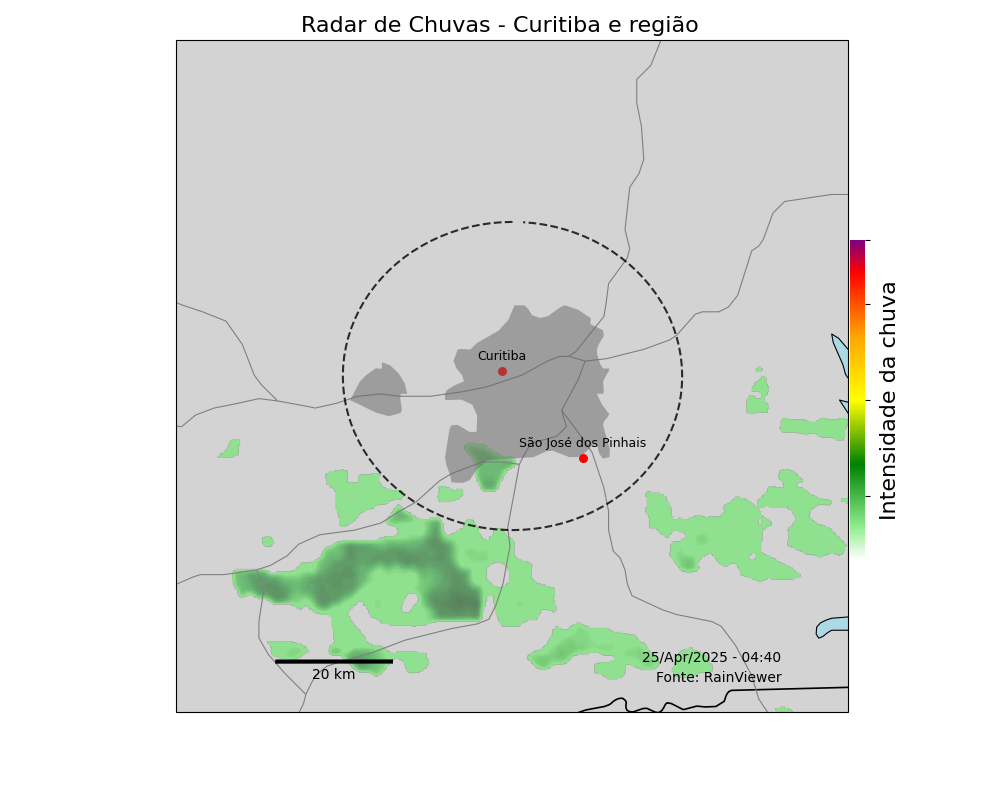 Radar de Chuvas - Curitiba e região
Curitiba
São José dos Pinhais
Intensidade da chuva
25/Apr/2025 - 04:40
Fonte: RainViewer
20 km